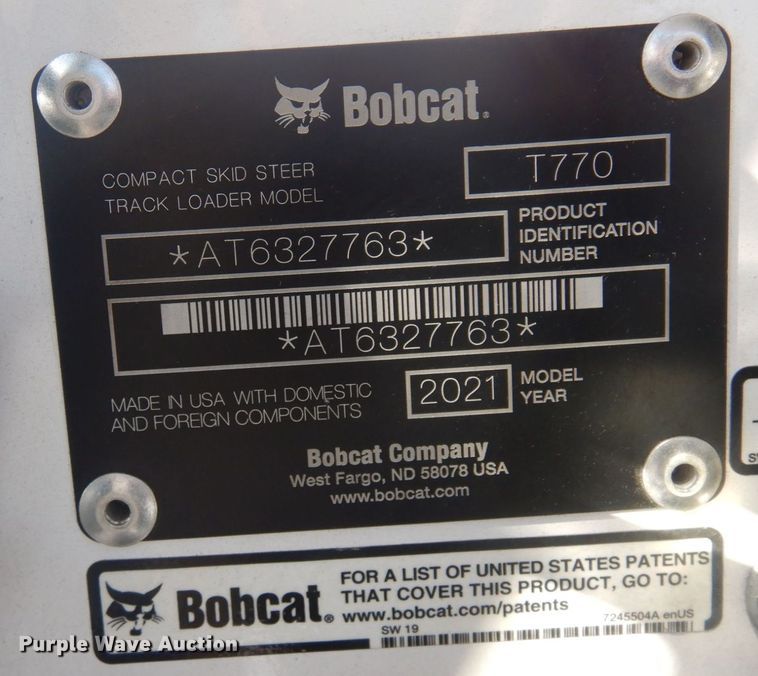 Bobcat.
COMPACT SKID STEER
TRACK LOADER MODEL
T770
*AT6327763*
PRODUCT
IDENTIFICATION
NUMBER
*AT6327763*
MADE IN USA WITH DOMESTIC
AND FOREIGN COMPONENTS
2021
MODEL
YEAR
Bobcat Company
West Fargo, ND 58078 USA
www.bobcat.com
Bobcat.
FOR A LIST OF UNITED STATES PATENTS
THAT COVER THIS PRODUCT, GO TO:
www.bobcat.com/patents
7245504A enUS
SW 19
Purple Wave Auction